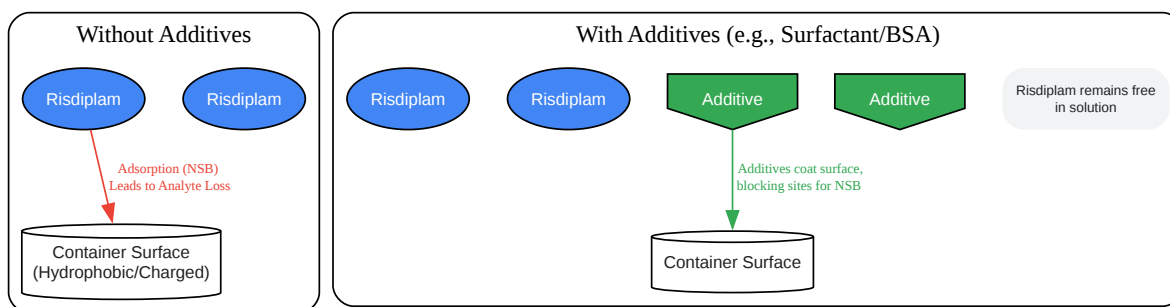 Without Additives
Risdiplam
Risdiplam
Adsorption (NSB)
Leads to Analyte Loss
Container Surface
(Hydrophobic/Charged)
With Additives (e.g., Surfactant/BSA)
Risdiplam
Risdiplam
Additive
Additive
Risdiplam remains free
in solution
Additives coat surface,
blocking sites for NSB
Container Surface